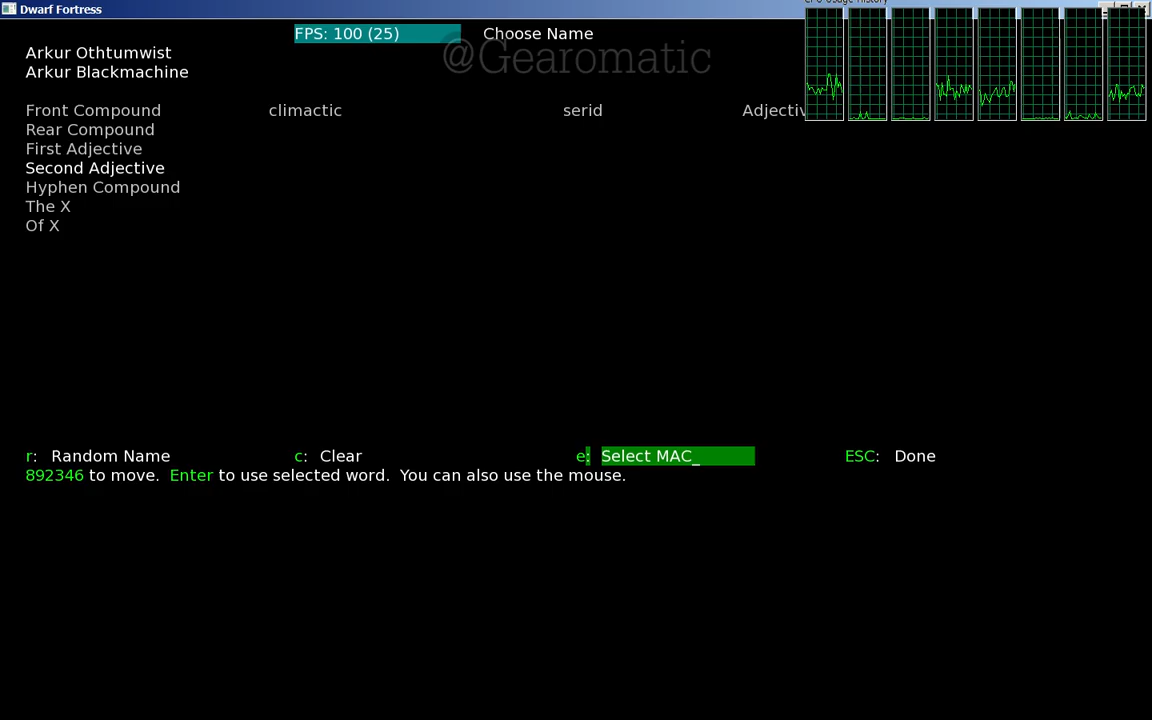 Dwarf Fortress
FPS: 100 (25) Choose Name
@Gearomatic
Arkur Othtumwist
Arkur Blackmachine
Front Compound climactic serid Adjectiv
Rear Compound
First Adjective
Second Adjective
Hyphen Compound
The X
Of X
r: Random Name c: Clear e: Select MAC_ ESC: Done
892346 to move. Enter to use selected word. You can also use the mouse.